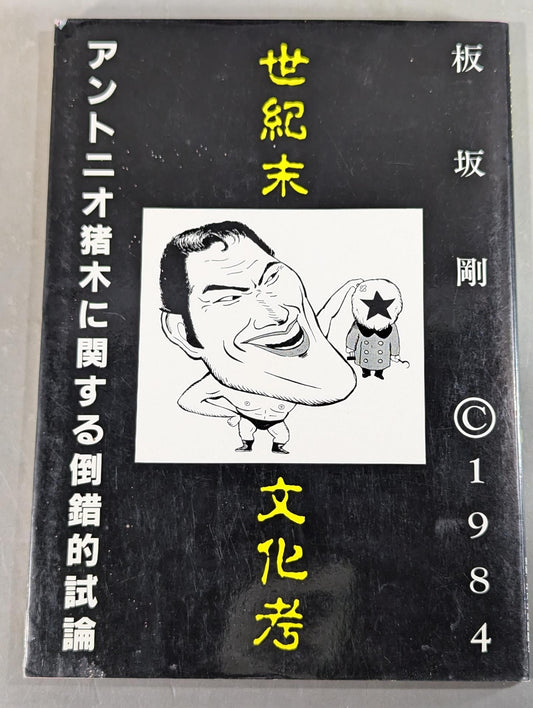 板坂剛 ©1984
世紀末
文化考
アントニオ猪木に関する倒錯的試論